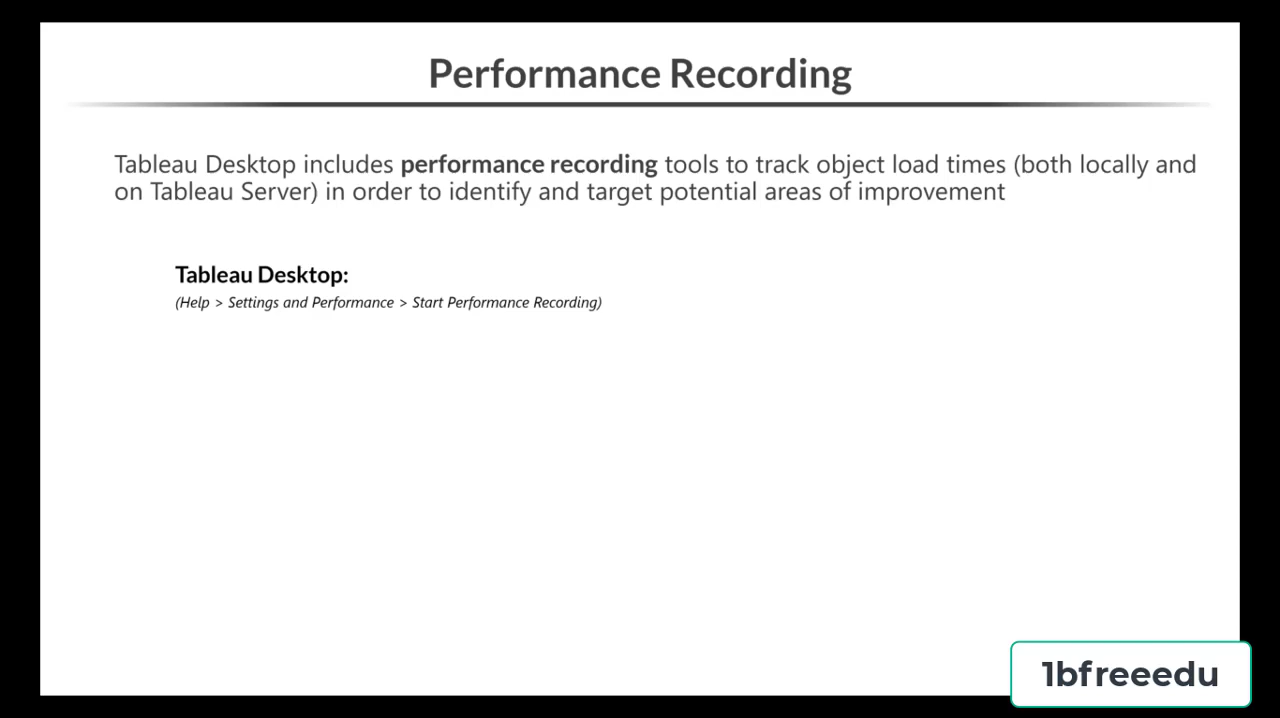 Performance Recording
Tableau Desktop includes performance recording tools to track object load times (both locally and
on Tableau Server) in order to identify and target potential areas of improvement
Tableau Desktop:
(Help > Settings and Performance > Start Performance Recording)
1bfreeedu